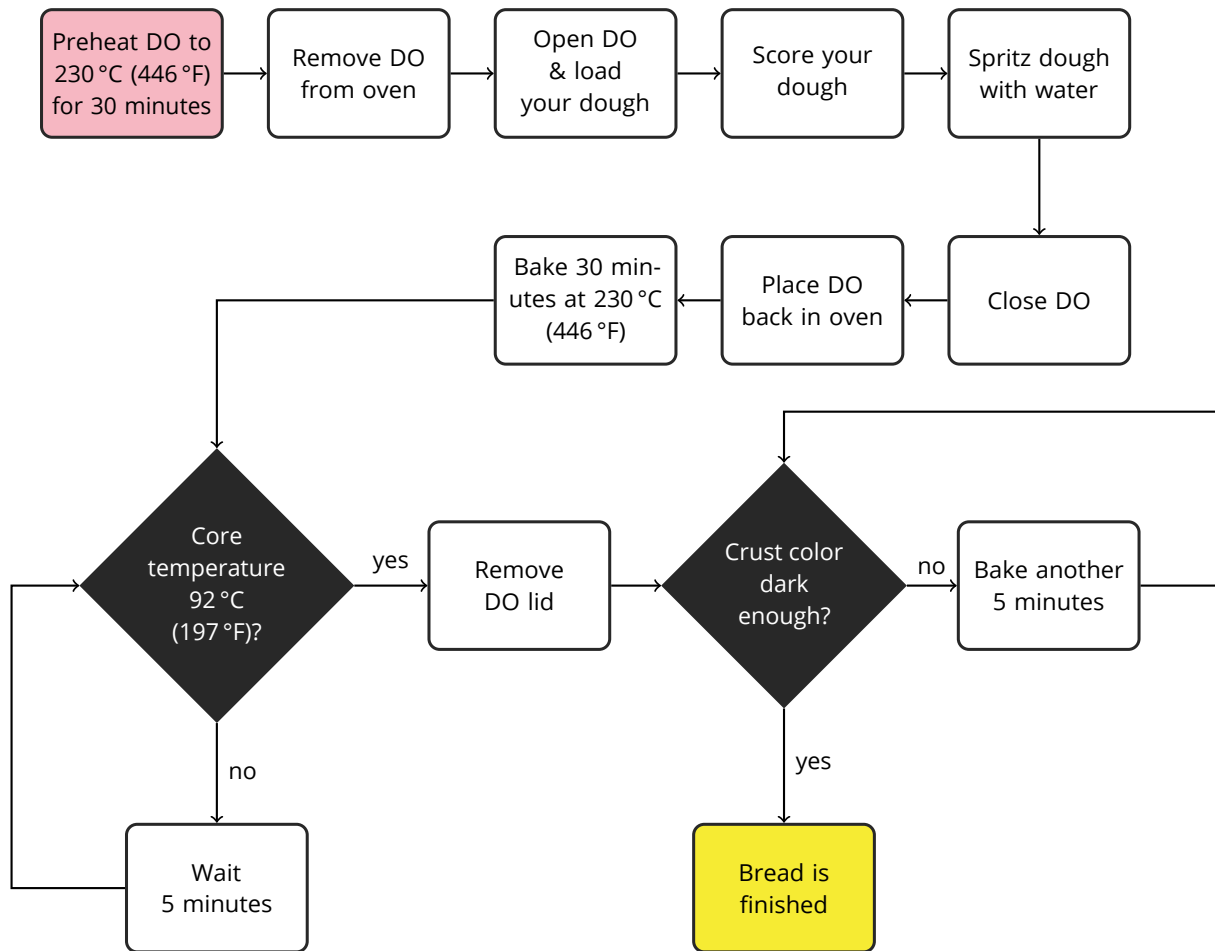 Preheat DO to
230 °C (446 °F)
for 30 minutes
Remove DO
from oven
Open DO
& load
your dough
Score your
dough
Spritz dough
with water
Close DO
Place DO
back in oven
Bake 30 min-
utes at 230 °C
(446 °F)
Core
temperature
92 °C
(197 °F)?
yes
Remove
DO lid
Crust color
dark
enough?
no
Bake another
5 minutes
no
Wait
5 minutes
yes
Bread is
finished